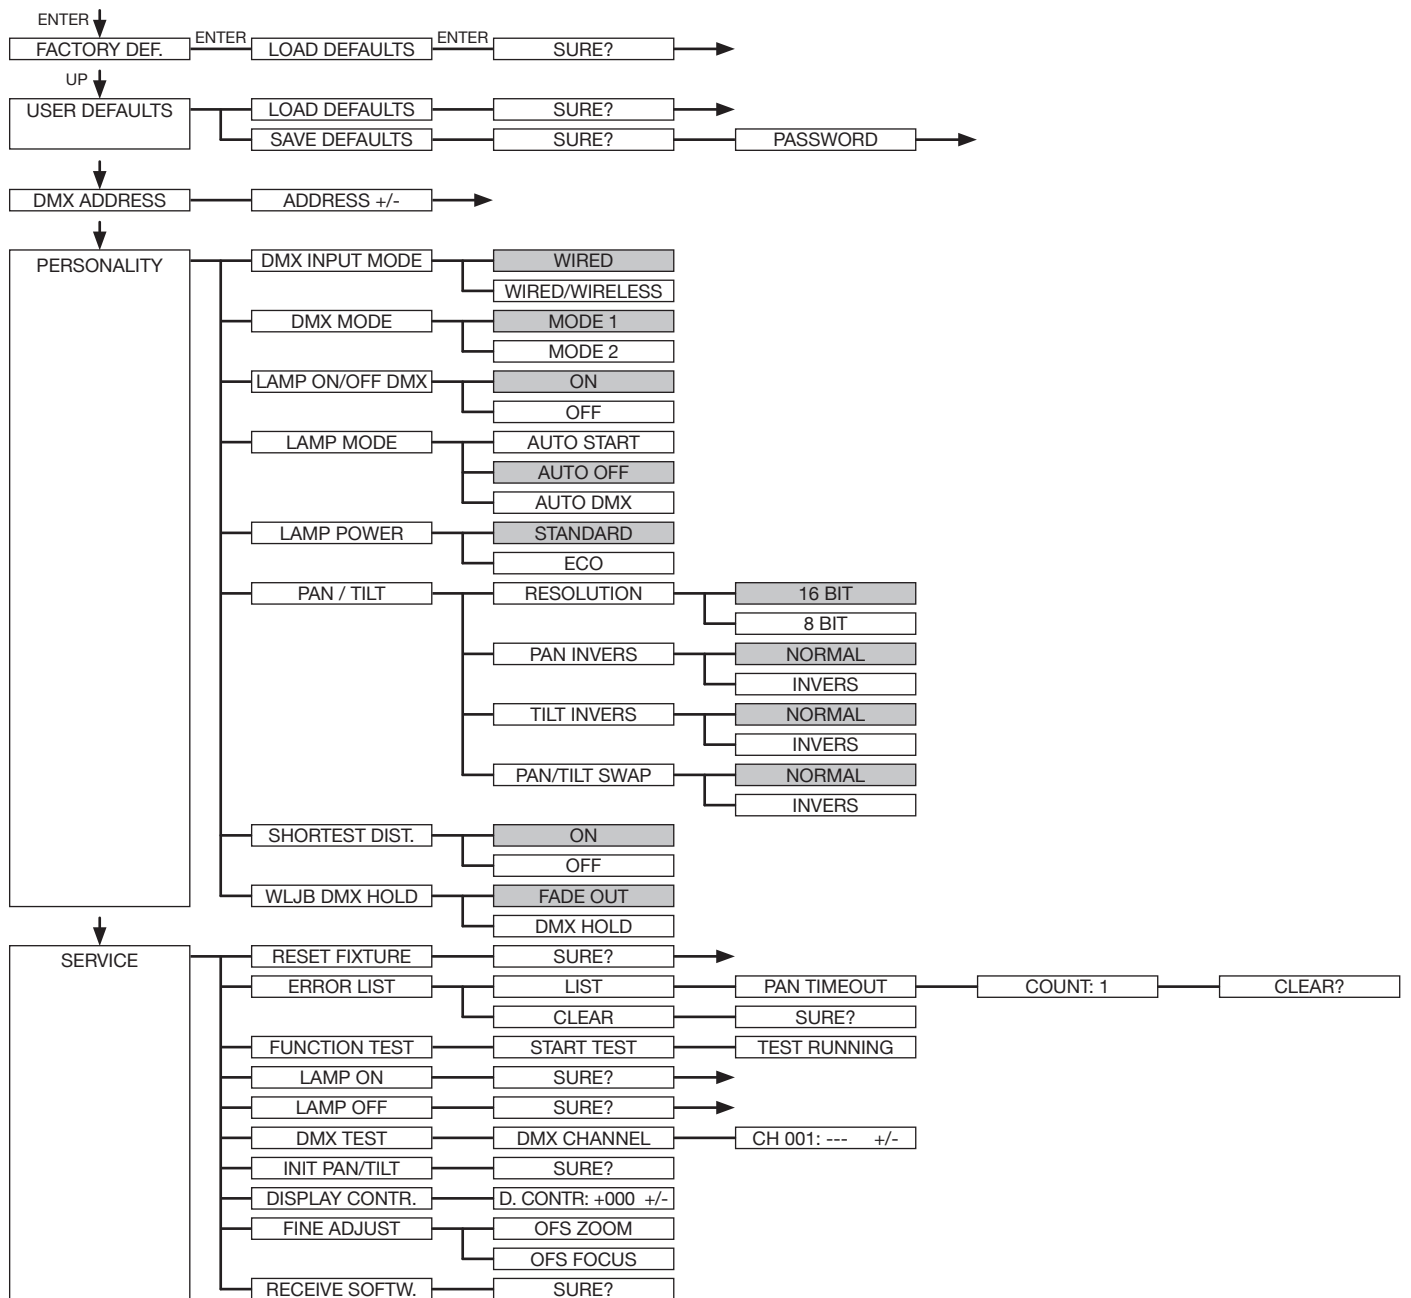 ENTER
FACTORY DEF. ENTER LOAD DEFAULTS ENTER SURE?
UP
USER DEFAULTS LOAD DEFAULTS SURE?
SAVE DEFAULTS SURE? PASSWORD
DMX ADDRESS ADDRESS +/-
PERSONALITY DMX INPUT MODE WIRED
WIRED/WIRELESS
DMX MODE MODE 1
MODE 2
LAMP ON/OFF DMX ON
OFF
LAMP MODE AUTO START
AUTO OFF
AUTO DMX
LAMP POWER STANDARD
ECO
PAN / TILT RESOLUTION 16 BIT
8 BIT
PAN INVERS NORMAL
INVERS
TILT INVERS NORMAL
INVERS
PAN/TILT SWAP NORMAL
INVERS
SHORTEST DIST. ON
OFF
WLJB DMX HOLD FADE OUT
DMX HOLD
SERVICE RESET FIXTURE SURE?
ERROR LIST LIST PAN TIMEOUT COUNT: 1 CLEAR?
CLEAR SURE?
FUNCTION TEST START TEST TEST RUNNING
LAMP ON SURE?
LAMP OFF SURE?
DMX TEST DMX CHANNEL CH 001: --- +/-
INIT PAN/TILT SURE?
DISPLAY CONTR. D. CONTR: +000 +/-
FINE ADJUST OFS ZOOM
OFS FOCUS
RECEIVE SOFTW. SURE?